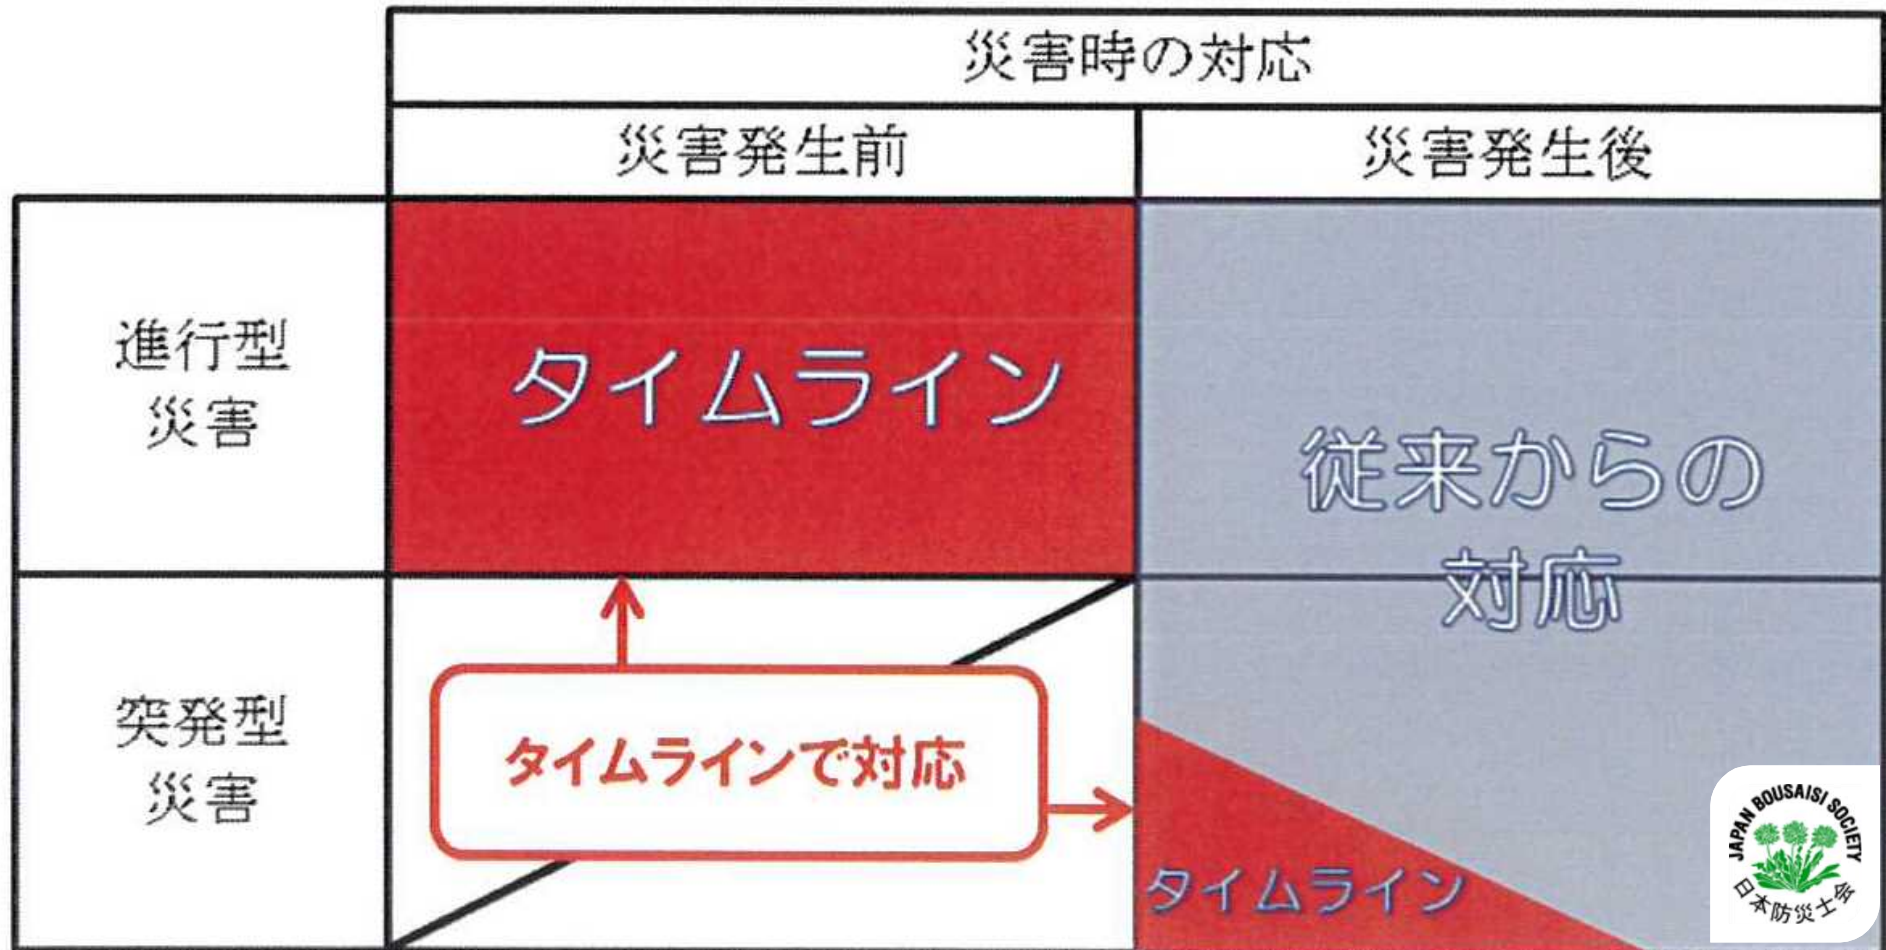 災害時の対応
災害発生前
災害発生後
進行型
災害
タイムライン
従来からの
対応
突発型
災害
タイムラインで対応
タイムライン
JAPAN BOUSAISI SOCIETY
日本防災士会